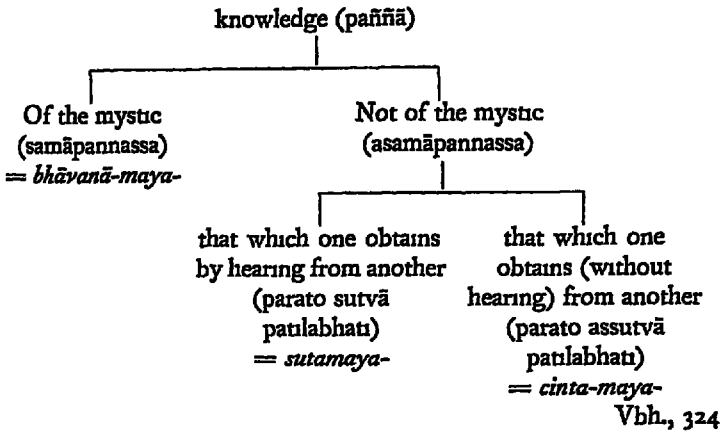 knowledge (paññā)
Of the mystic
(samāpannassa)
= bhāvanā-maya-
Not of the mystic
(asamāpannassa)
that which one obtains
by hearing from another
(parato sutvā
patilabhati)
= sutamaya-
that which one
obtains (without
hearing) from another
(parato assutvā
patilabhati)
= cinta-maya-
Vbh., 324